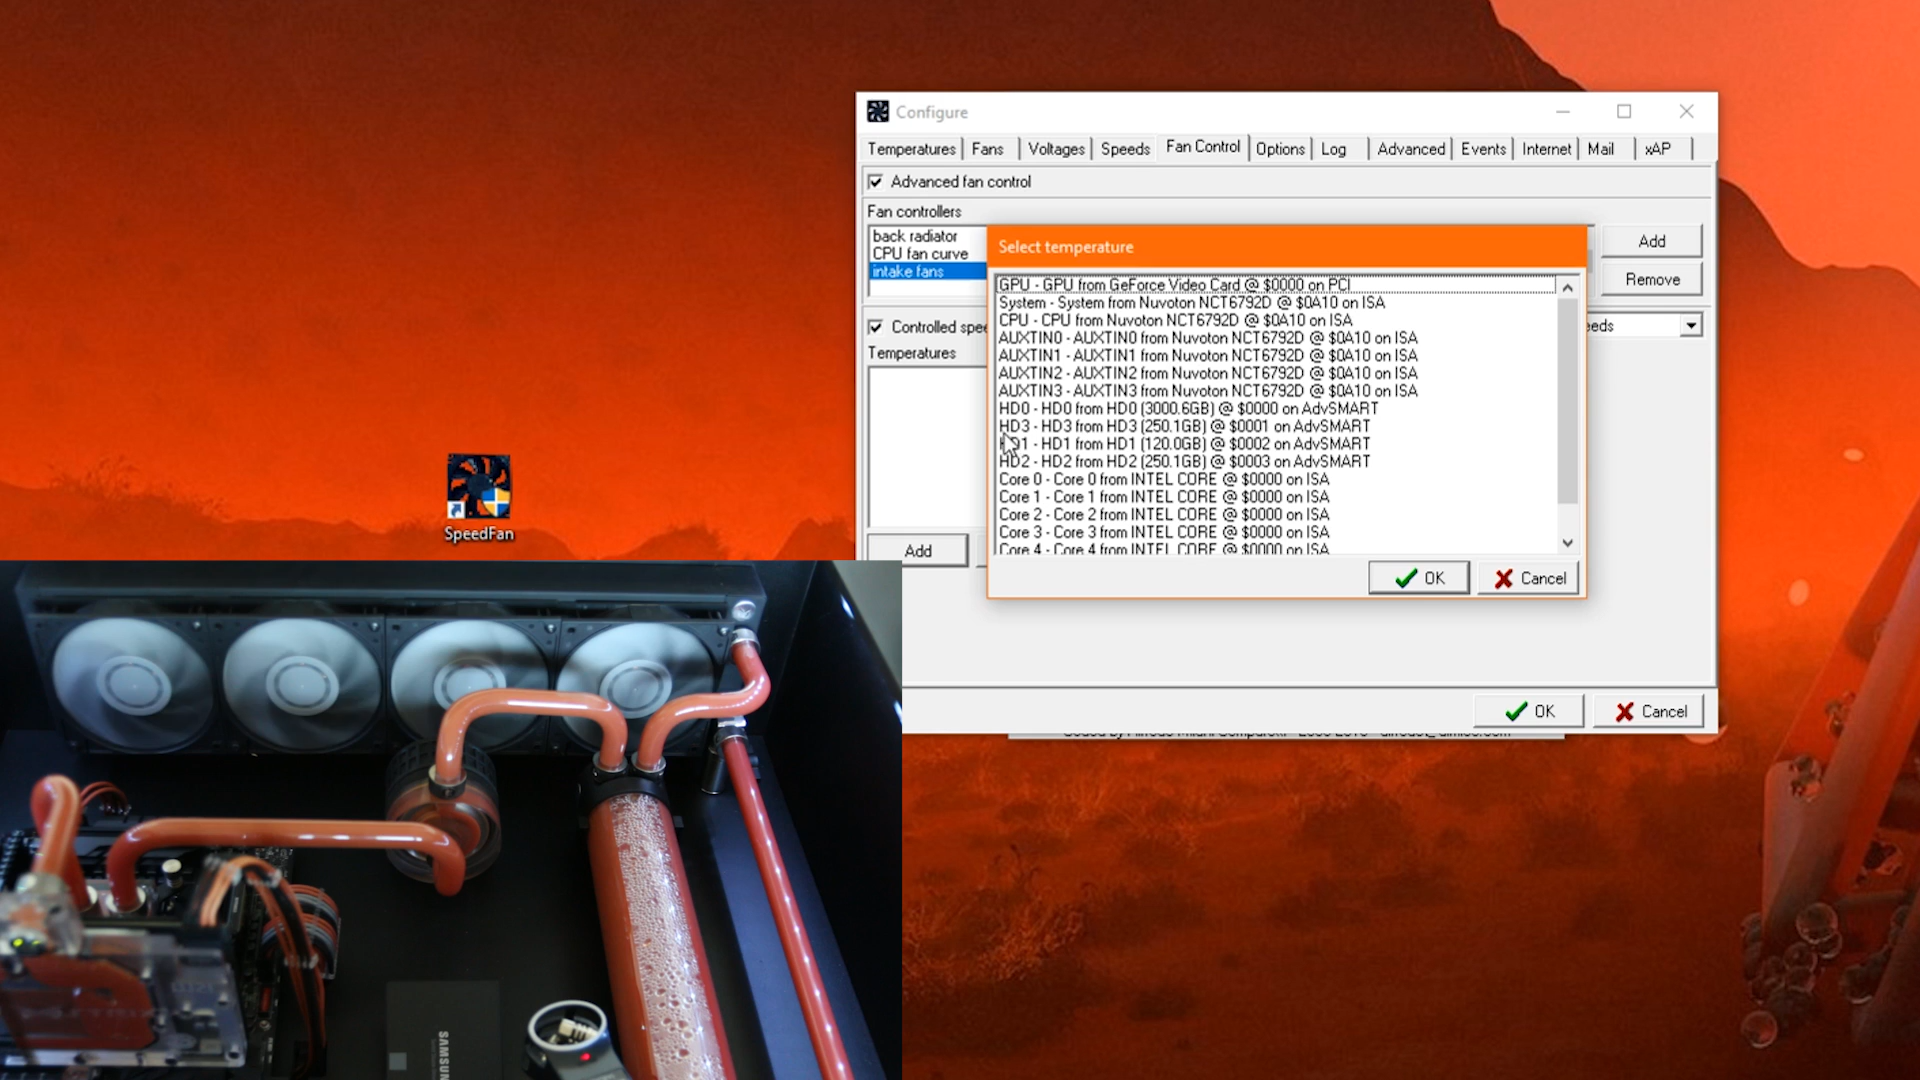 Configure
Temperatures Fans Voltages Speeds Fan Control Options Log Advanced Events Internet Mail xAP
Advanced fan control
Fan controllers
back radiator
CPU fan curve
intake fans
Add
Remove
Select temperature
GPU - GPU from GeForce Video Card @ $0000 on PCI
System - System from Nuvoton NCT6792D @ $0A10 on ISA
CPU - CPU from Nuvoton NCT6792D @ $0A10 on ISA
AUXTIN0 - AUXTIN0 from Nuvoton NCT6792D @ $0A10 on ISA
AUXTIN1 - AUXTIN1 from Nuvoton NCT6792D @ $0A10 on ISA
AUXTIN2 - AUXTIN2 from Nuvoton NCT6792D @ $0A10 on ISA
AUXTIN3 - AUXTIN3 from Nuvoton NCT6792D @ $0A10 on ISA
HD0 - HD0 from HD0 (3000.6GB) @ $0000 on AdvSMART
HD3 - HD3 from HD3 (250.1GB) @ $0001 on AdvSMART
HD1 - HD1 from HD1 (120.0GB) @ $0002 on AdvSMART
HD2 - HD2 from HD2 (250.1GB) @ $0003 on AdvSMART
Core 0 - Core 0 from INTEL CORE @ $0000 on ISA
Core 1 - Core 1 from INTEL CORE @ $0000 on ISA
Core 2 - Core 2 from INTEL CORE @ $0000 on ISA
Core 3 - Core 3 from INTEL CORE @ $0000 on ISA
Core 4 - Core 4 from INTEL CORE @ $0000 on ISA
OK Cancel
Controlled spee
eeds
Temperatures
Add
OK Cancel
SpeedFan
SAMSUN